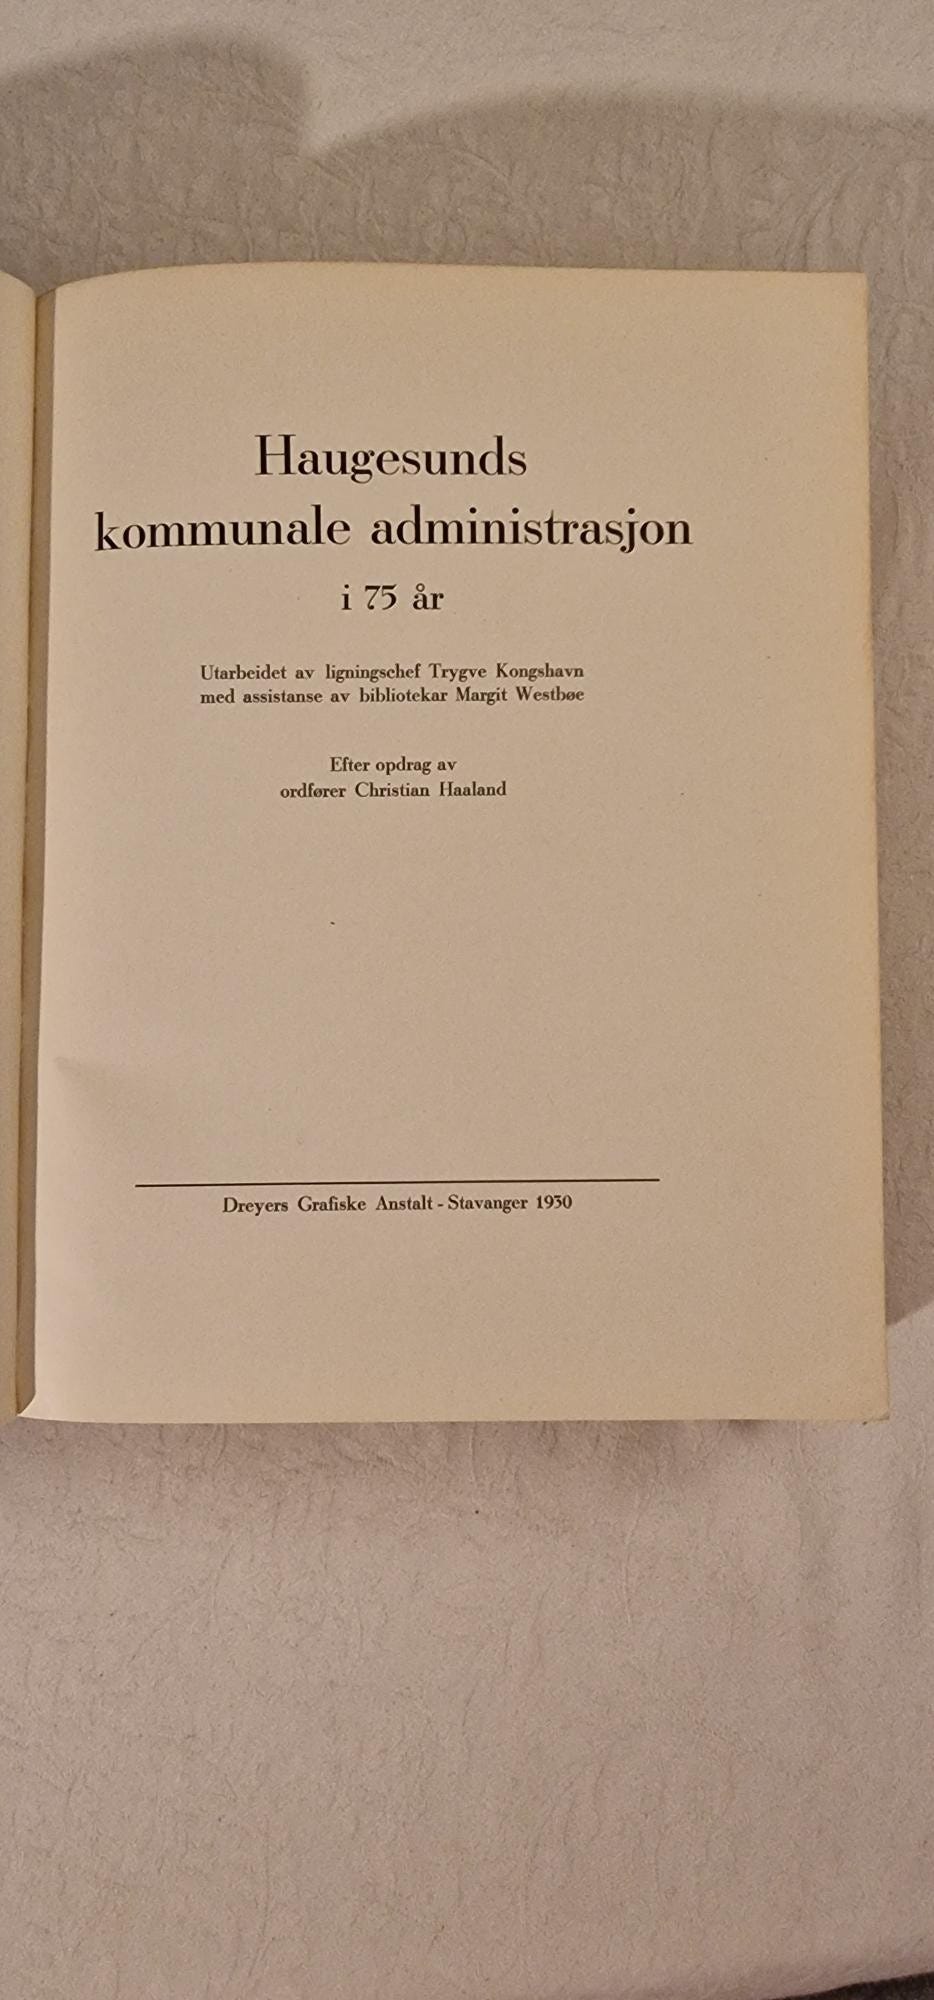 Haugesunds
kommunale administrasjon
i 75 år
Utarbeidet av ligningschef Trygve Kongshavn
med assistanse av bibliotekar Margit Westbøe
Efter opdrag av
ordfører Christian Haaland
Dreyers Grafiske Anstalt - Stavanger 1930